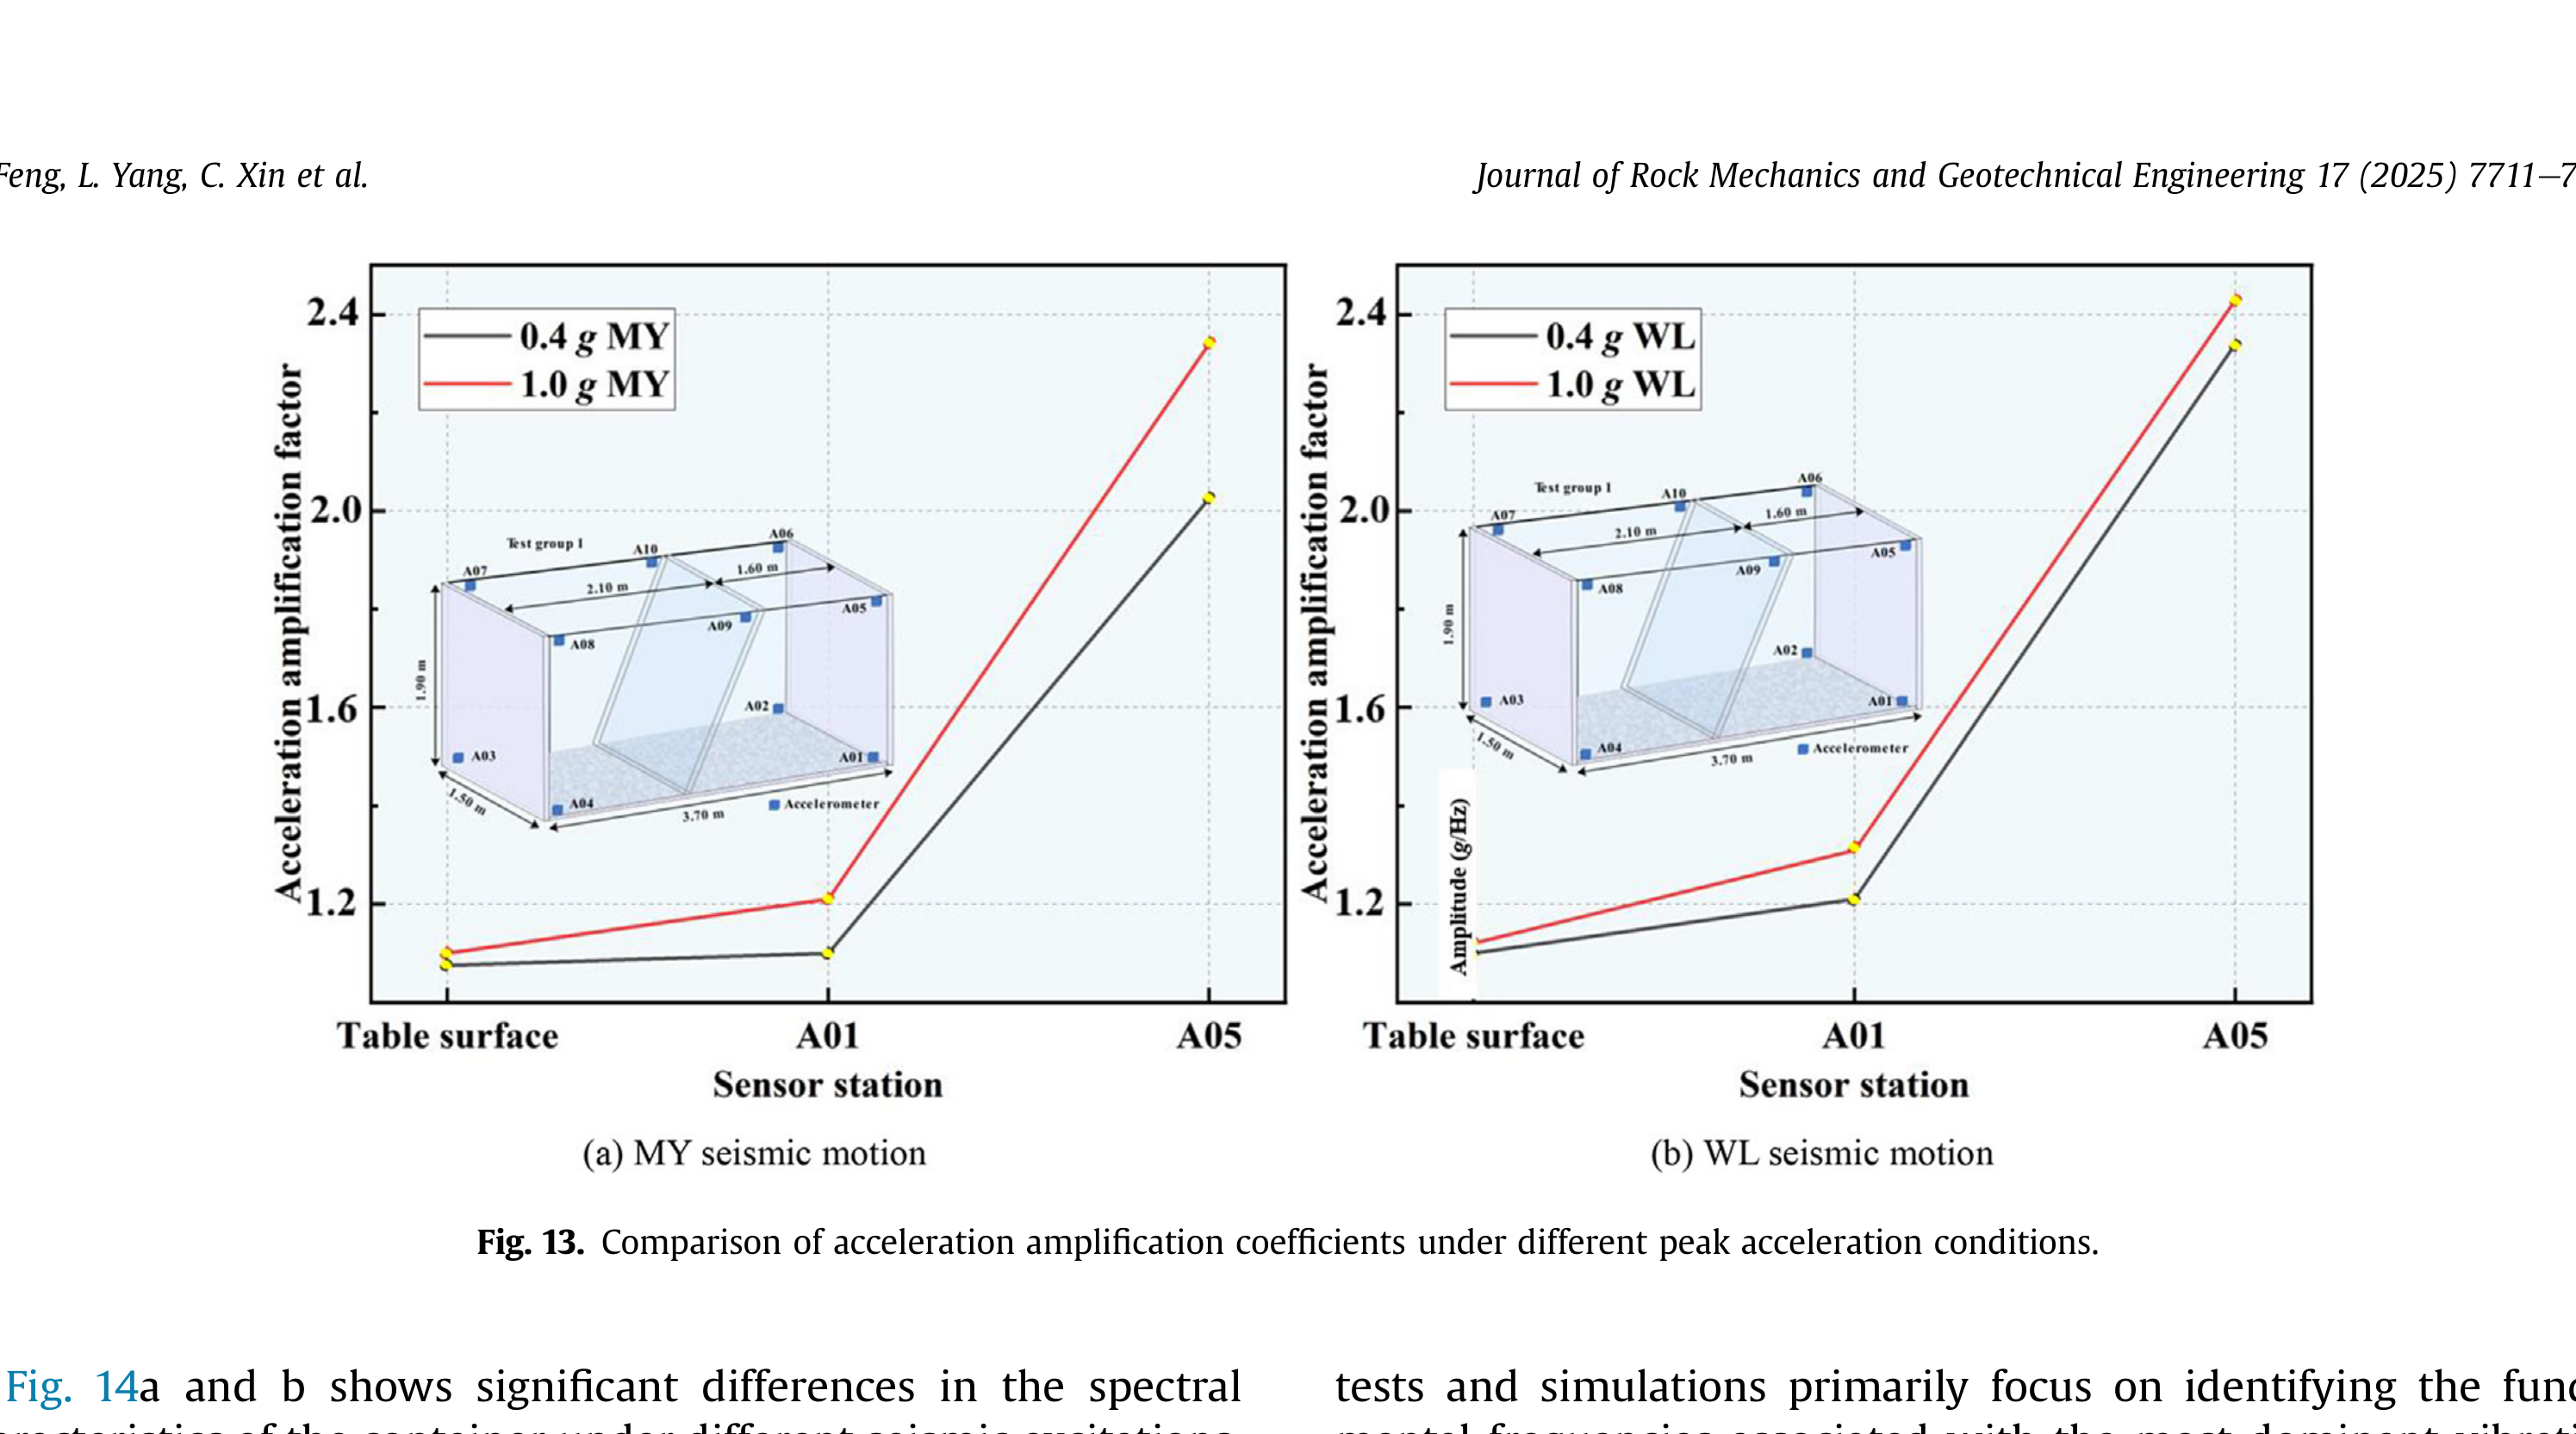 Feng, L. Yang, C. Xin et al.
Journal of Rock Mechanics and Geotechnical Engineering 17 (2025) 7711–7
Acceleration amplification factor
2.4
2.0
1.6
1.2
0.4 g MY
1.0 g MY
Test group 1
A06
A10
A07
1.60 m
2.10 m
A05
A09
A08
1.90 m
A02
A03
A01
A04
Accelerometer
1.50 m
3.70 m
Table surface
A01
A05
Sensor station
(a) MY seismic motion
Acceleration amplification factor
2.4
2.0
1.6
1.2
0.4 g WL
1.0 g WL
A06
Test group 1
A10
A07
1.60 m
2.10 m
A05
A09
A08
1.90 m
A02
A03
A01
A04
Accelerometer
1.50 m
3.70 m
Amplitude (g/Hz)
Table surface
A01
A05
Sensor station
(b) WL seismic motion
Fig. 13. Comparison of acceleration amplification coefficients under different peak acceleration conditions.
Fig. 14a and b shows significant differences in the spectral
tests and simulations primarily focus on identifying the